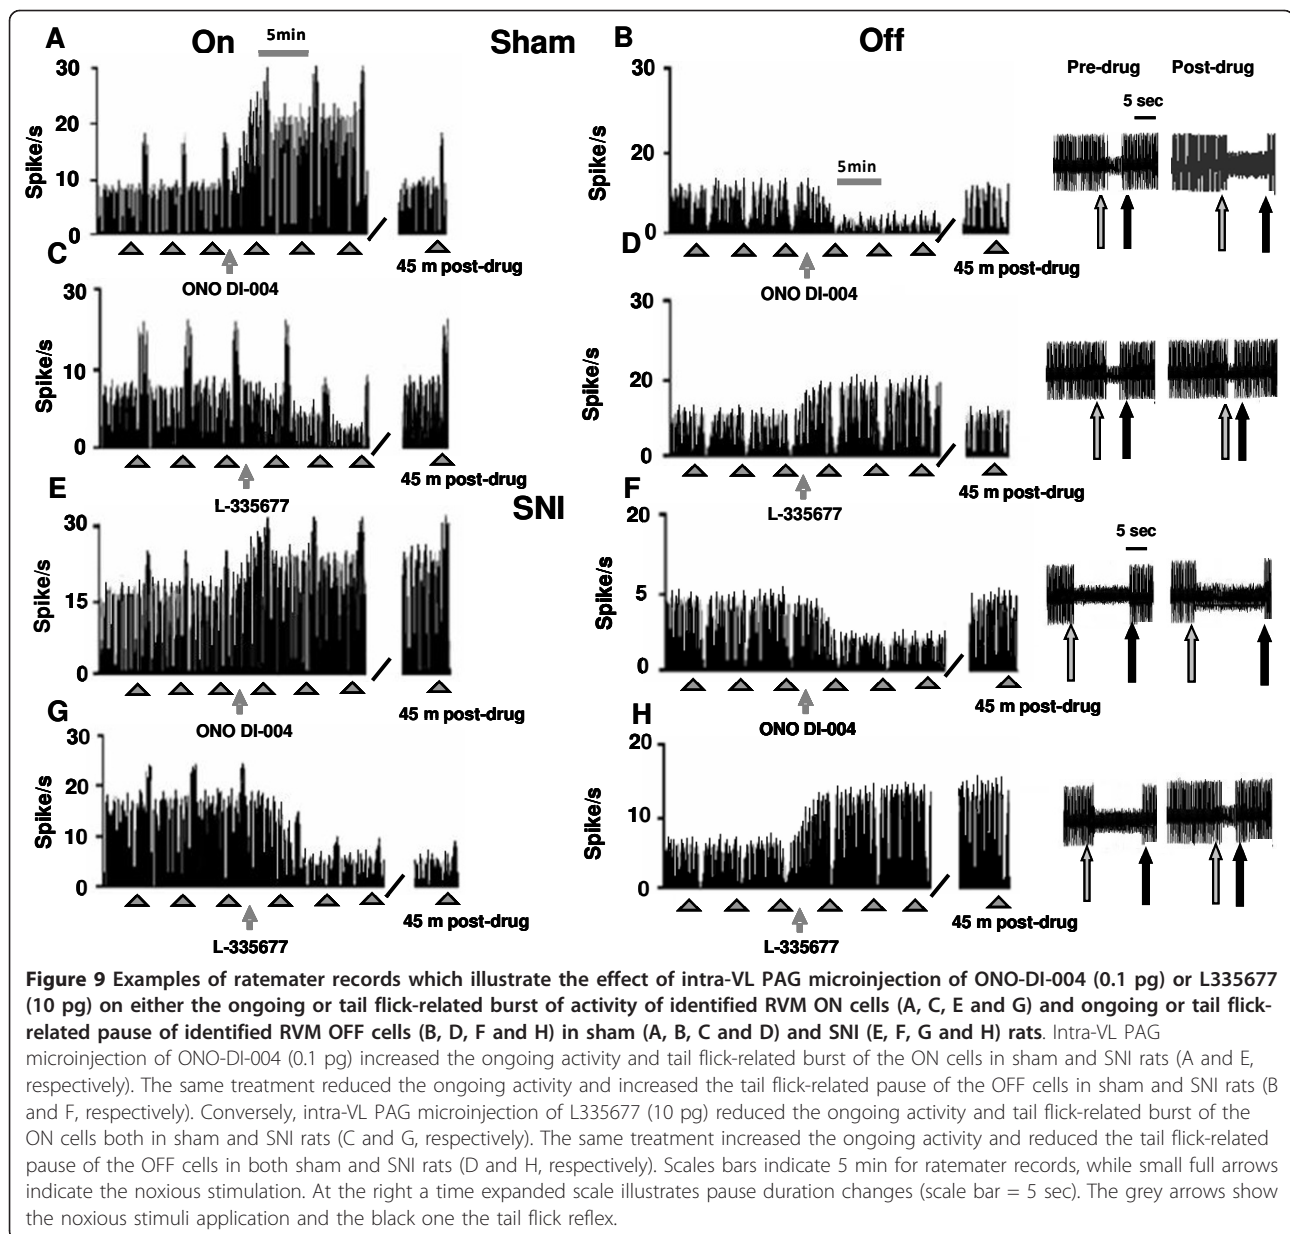 A
On
5min
Sham
B
Off
Pre-drug
Post-drug
5 sec
Spike/s
30
20
10
0
Spike/s
30
20
0
5min
45 m post-drug
ONO DI-004
45 m post-drug
ONO DI-004
C
Spike/s
30
10
0
D
Spike/s
30
20
0
45 m post-drug
L-335677
45 m post-drug
L-335677
E
SNI
F
Spike/s
30
15
0
Spike/s
20
5
0
5 sec
45 m post-drug
ONO DI-004
45 m post-drug
ONO DI-004
G
Spike/s
30
20
10
0
H
Spike/s
20
10
0
45 m post-drug
L-335677
45 m post-drug
L-335677
Figure 9 Examples of ratemater records which illustrate the effect of intra-VL PAG microinjection of ONO-DI-004 (0.1 pg) or L335677
(10 pg) on either the ongoing or tail flick-related burst of activity of identified RVM ON cells (A, C, E and G) and ongoing or tail flick-
related pause of identified RVM OFF cells (B, D, F and H) in sham (A, B, C and D) and SNI (E, F, G and H) rats. Intra-VL PAG
microinjection of ONO-DI-004 (0.1 pg) increased the ongoing activity and tail flick-related burst of the ON cells in sham and SNI rats (A and E,
respectively). The same treatment reduced the ongoing activity and increased the tail flick-related pause of the OFF cells in sham and SNI rats (B
and F, respectively). Conversely, intra-VL PAG microinjection of L335677 (10 pg) reduced the ongoing activity and tail flick-related burst of the
ON cells both in sham and SNI rats (C and G, respectively). The same treatment increased the ongoing activity and reduced the tail flick-related
pause of the OFF cells in both sham and SNI rats (D and H, respectively). Scales bars indicate 5 min for ratemater records, while small full arrows
indicate the noxious stimulation. At the right a time expanded scale illustrates pause duration changes (scale bar = 5 sec). The grey arrows show
the noxious stimuli application and the black one the tail flick reflex.